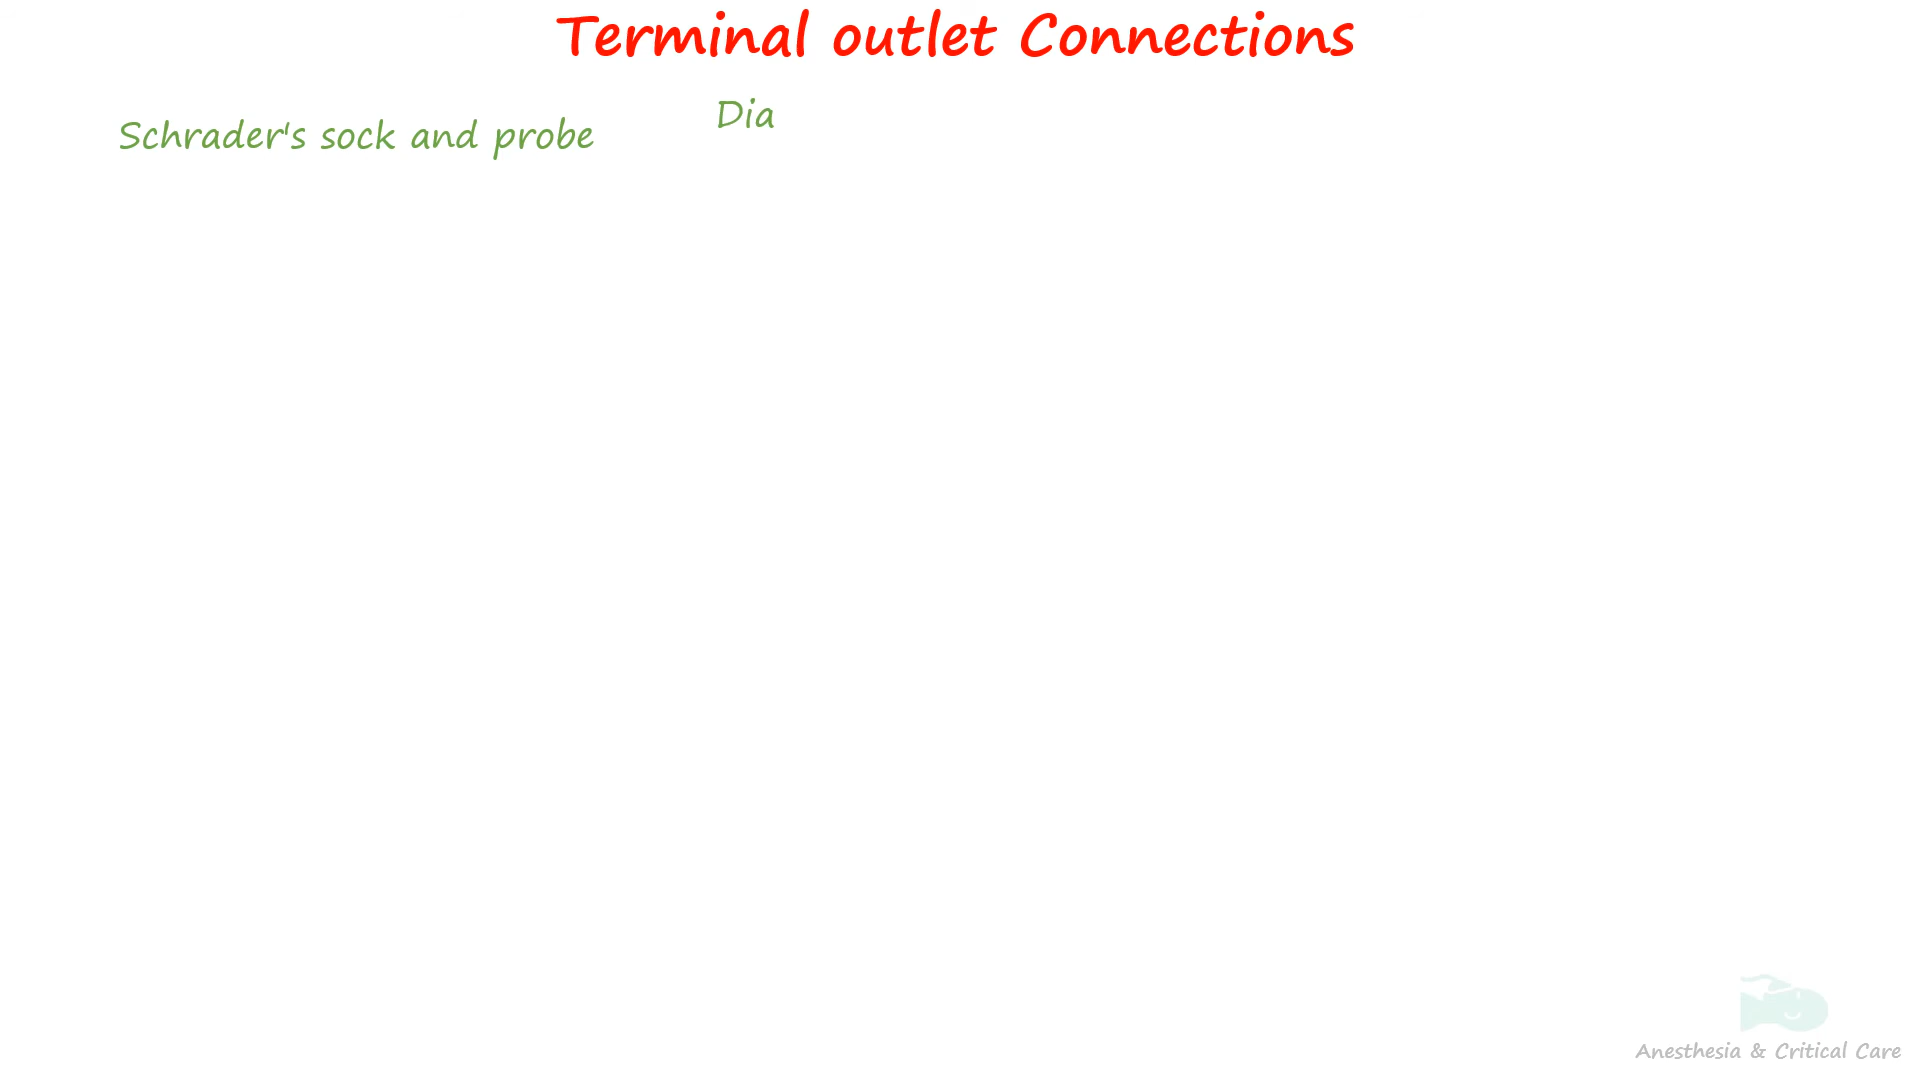 Terminal outlet Connections
Schrader's sock and probe
Dia
Anesthesia & Critical Care